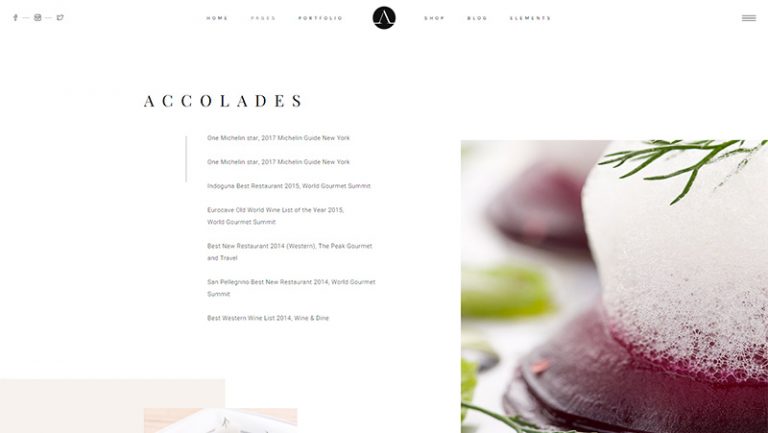 HOME
PAGES
PORTFOLIO
SHOP
BLOG
ELEMENTS
ACCOLADES
One Michelin star, 2017 Michelin Guide New York
One Michelin star, 2017 Michelin Guide New York
Indoguna Best Restaurant 2015, World Gourmet Summit
Eurocave Old World Wine List of the Year 2015,
World Gourmet Summit
Best New Restaurant 2014 (Western), The Peak Gourmet
and Travel
San Pellegrino Best New Restaurant 2014, World Gourmet
Summit
Best Western Wine List 2014, Wine & Dine